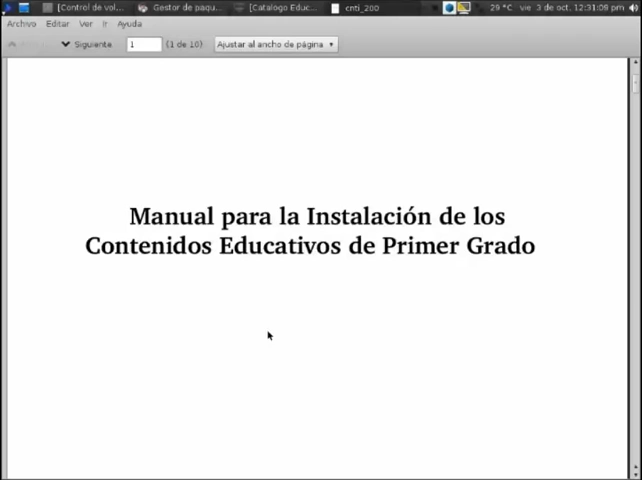 [Control de vol... Gestor de paqu... [Catalogo Educ... cnti_200 29 °C vie 3 de oct, 12:31:09 pm
Archivo Editar Ver Ir Ayuda
Siguiente 1 (1 de 10) Ajustar al ancho de página
Manual para la Instalación de los
Contenidos Educativos de Primer Grado